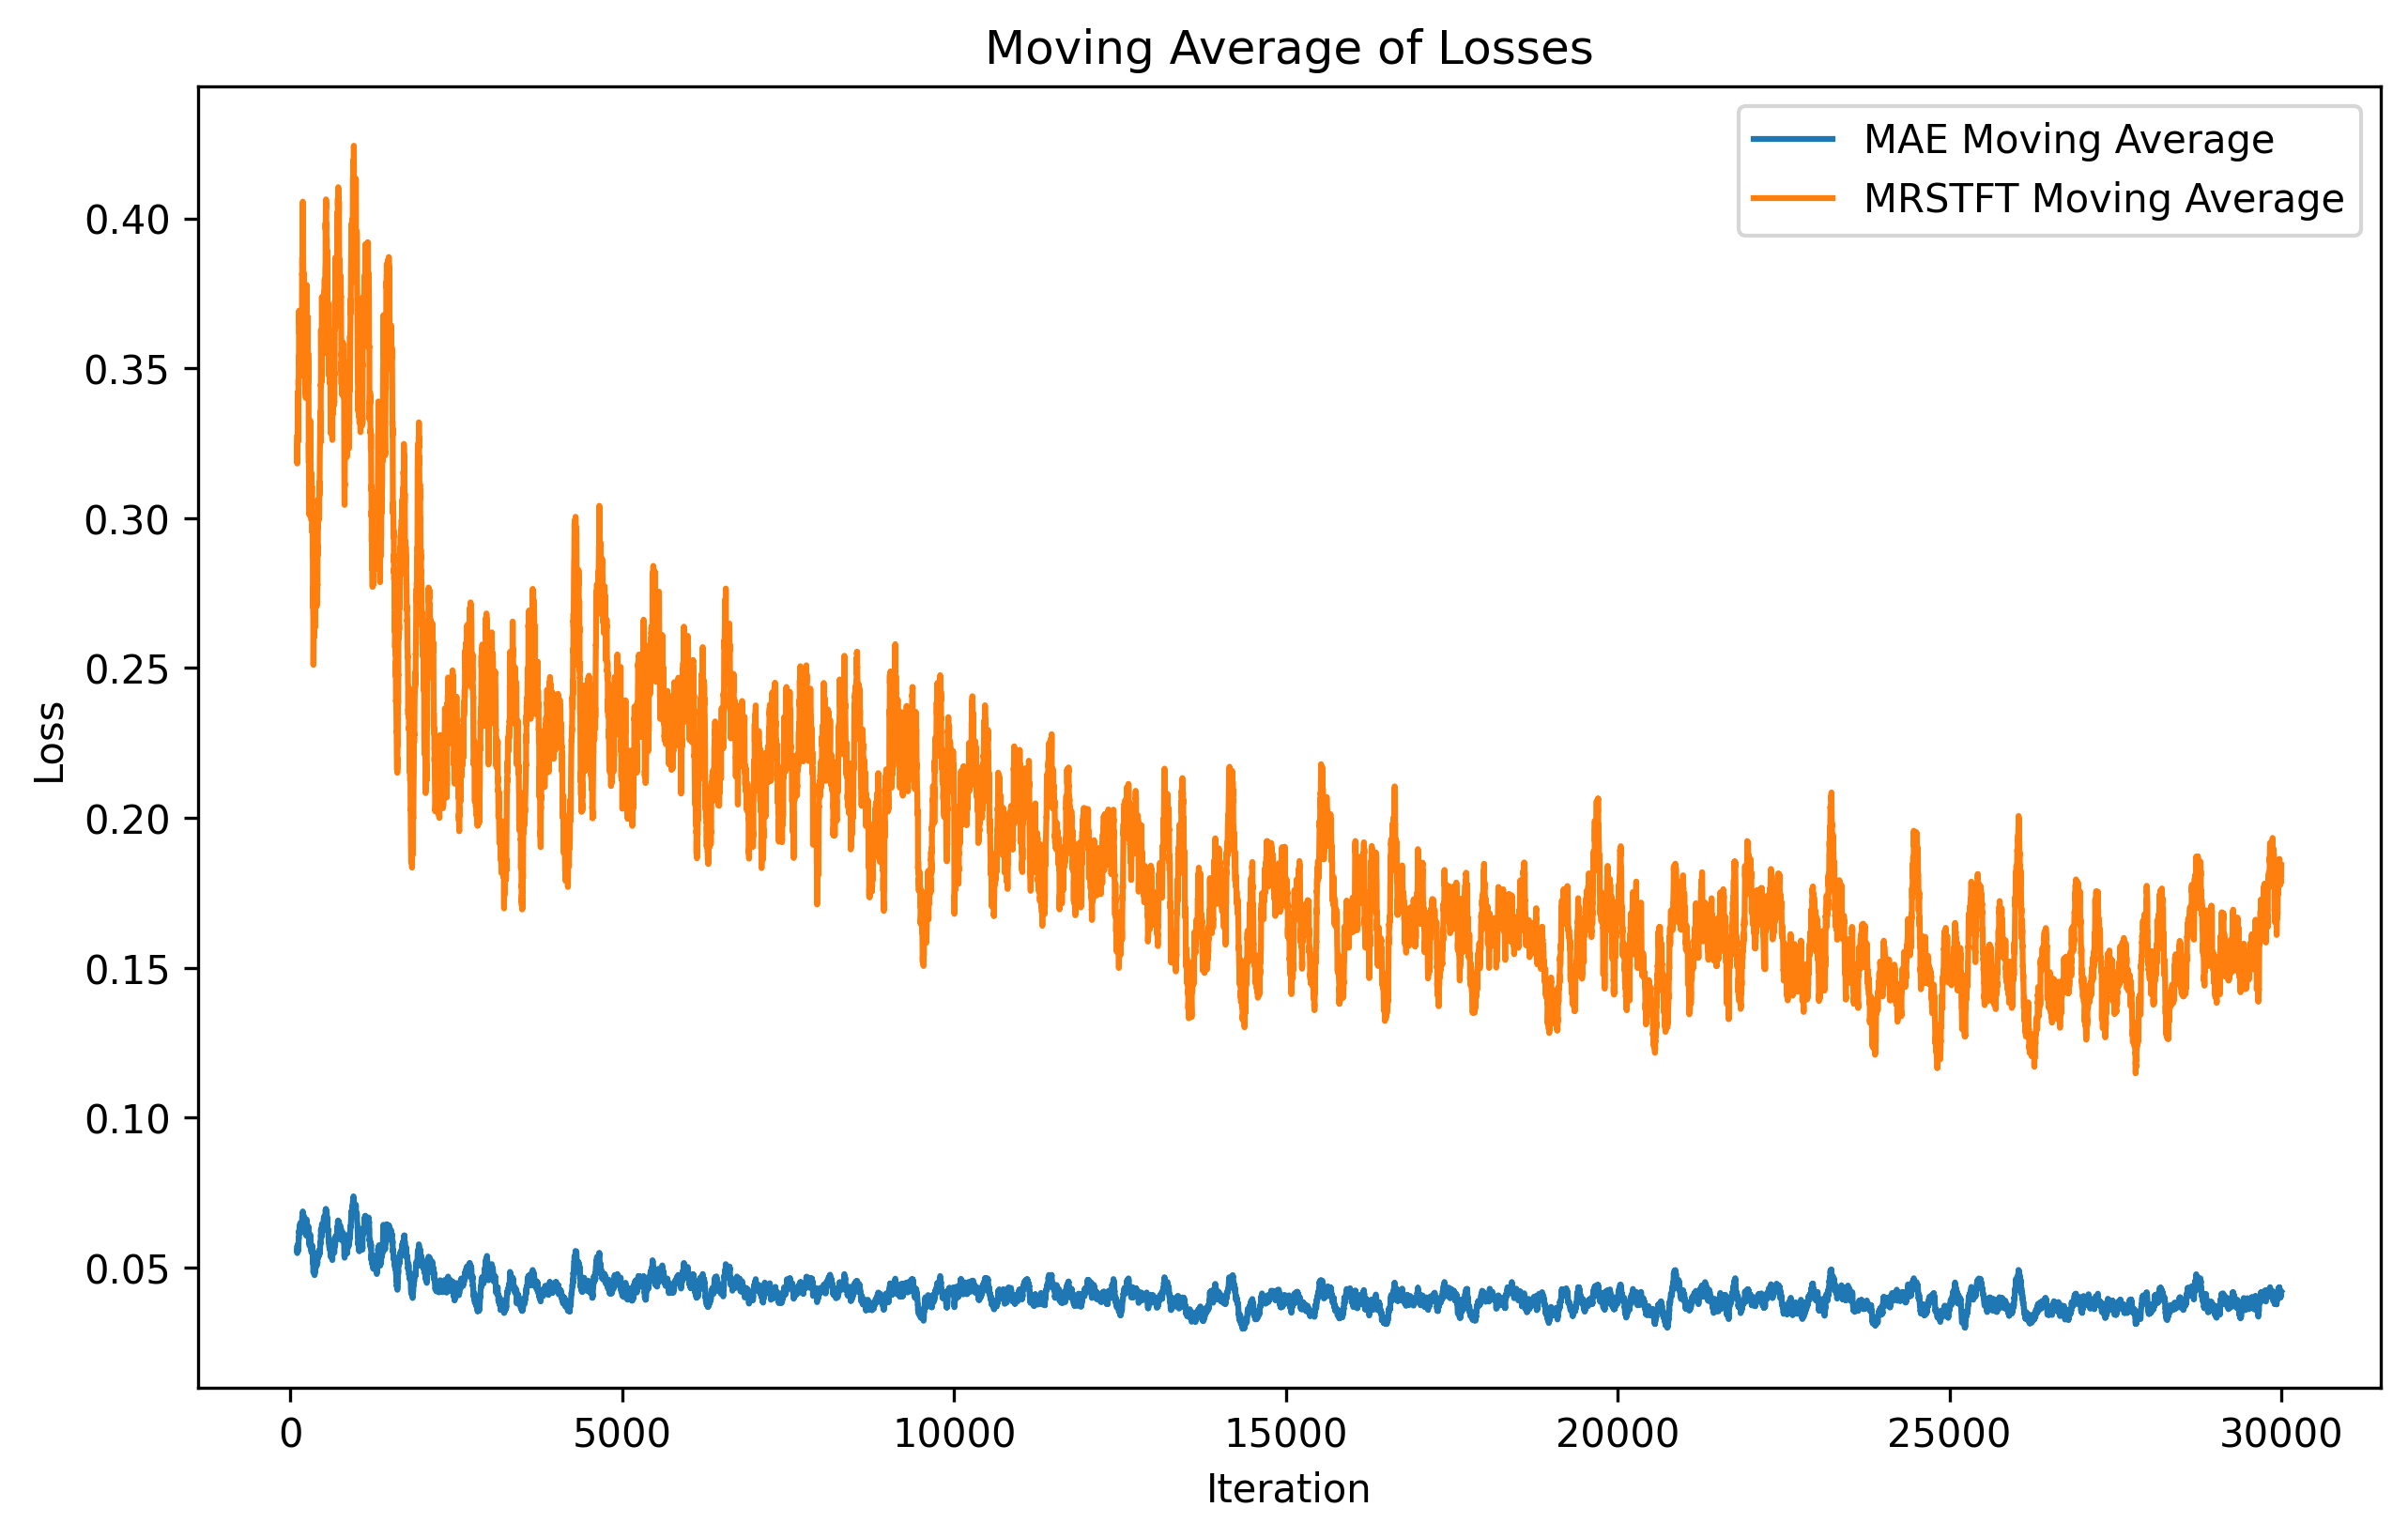 Moving Average of Losses
MAE Moving Average
MRSTFT Moving Average
0.40
0.35
0.30
0.25
0.20
0.15
0.10
0.05
Loss
0 5000 10000 15000 20000 25000 30000
Iteration